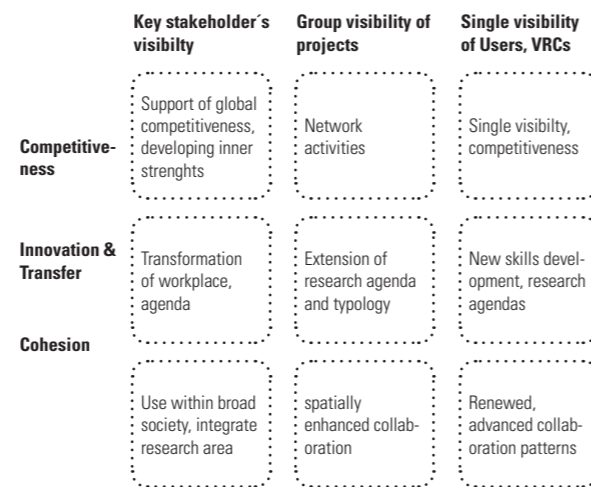 Key stakeholder´s
visibilty
Group visibility of
projects
Single visibility
of Users, VRCs
Competitive-
ness
Support of global
competitiveness,
developing inner
strenghts
Network
activities
Single visibilty,
competitiveness
Innovation &
Transfer
Transformation
of workplace,
agenda
Extension of
research agenda
and typology
New skills devel-
opment, research
agendas
Cohesion
Use within broad
society, integrate
research area
spatially
enhanced collab-
oration
Renewed,
advanced collab-
oration patterns